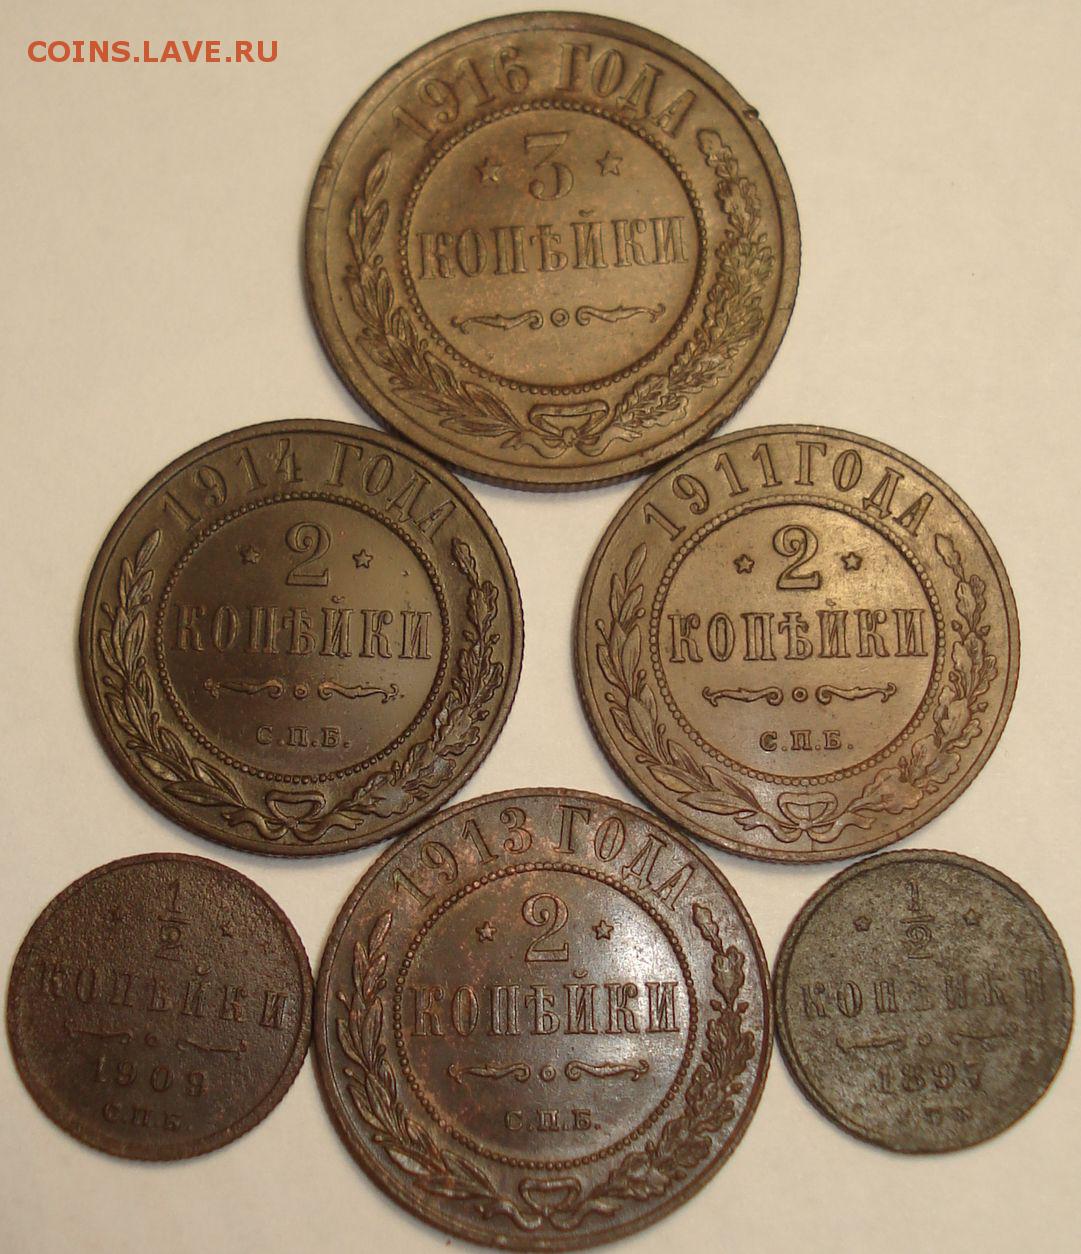 COINS.LAVE.RU
1916 ГОДА
3
КОПѢЙКИ
1914 ГОДА
2
КОПѢЙКИ
С.П.Б.
1911 ГОДА
2
КОПѢЙКИ
С.П.Б.
1/2
КОПѢЙКИ
1909
С.П.Б.
1913 ГОДА
2
КОПѢЙКИ
С.П.Б.
1/2
КОПѢЙКИ
1897